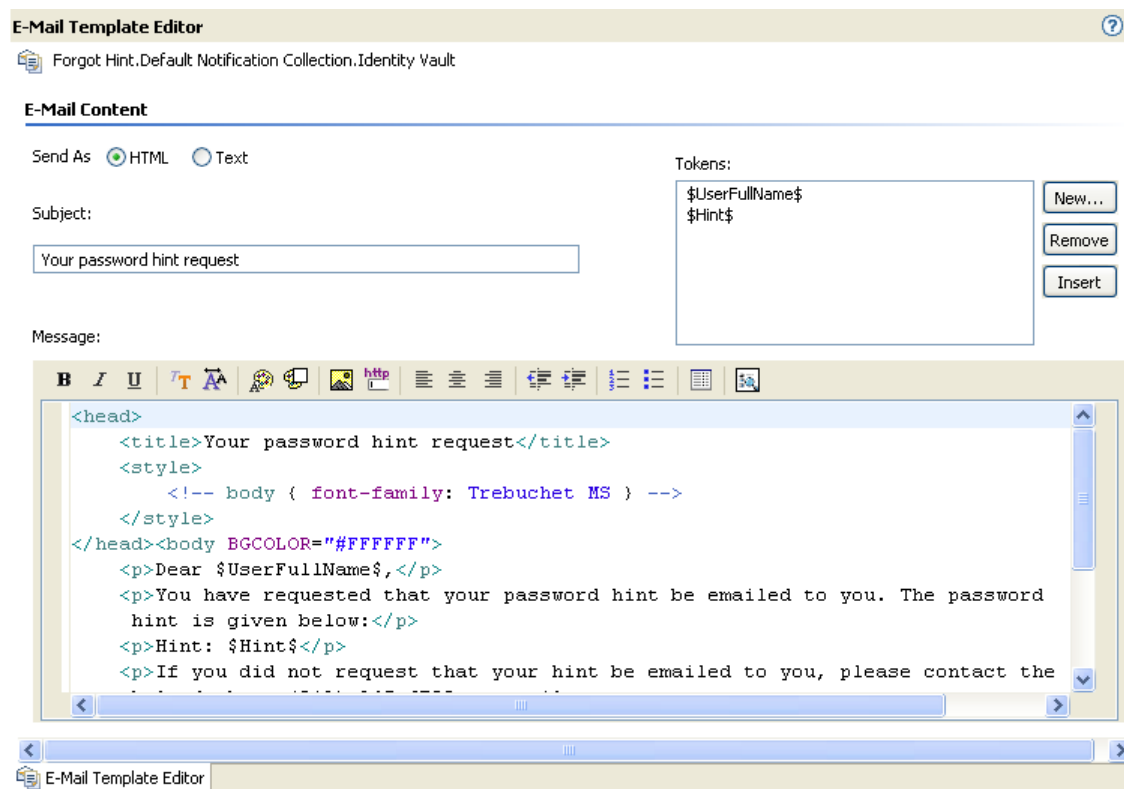 E-Mail Template Editor
Forgot Hint.Default Notification Collection.Identity Vault
E-Mail Content
Send As HTML Text
Tokens:
$UserFullName$
$Hint$
New...
Remove
Insert
Subject:
Your password hint request
Message:
B I U TT AA http
<head>
<title>Your password hint request</title>
<style>
<!-- body { font-family: Trebuchet MS } -->
</style>
</head><body BGCOLOR="#FFFFFF">
<p>Dear $UserFullName$,</p>
<p>You have requested that your password hint be emailed to you. The password
hint is given below:</p>
<p>Hint: $Hint$</p>
<p>If you did not request that your hint be emailed to you, please contact the
E-Mail Template Editor